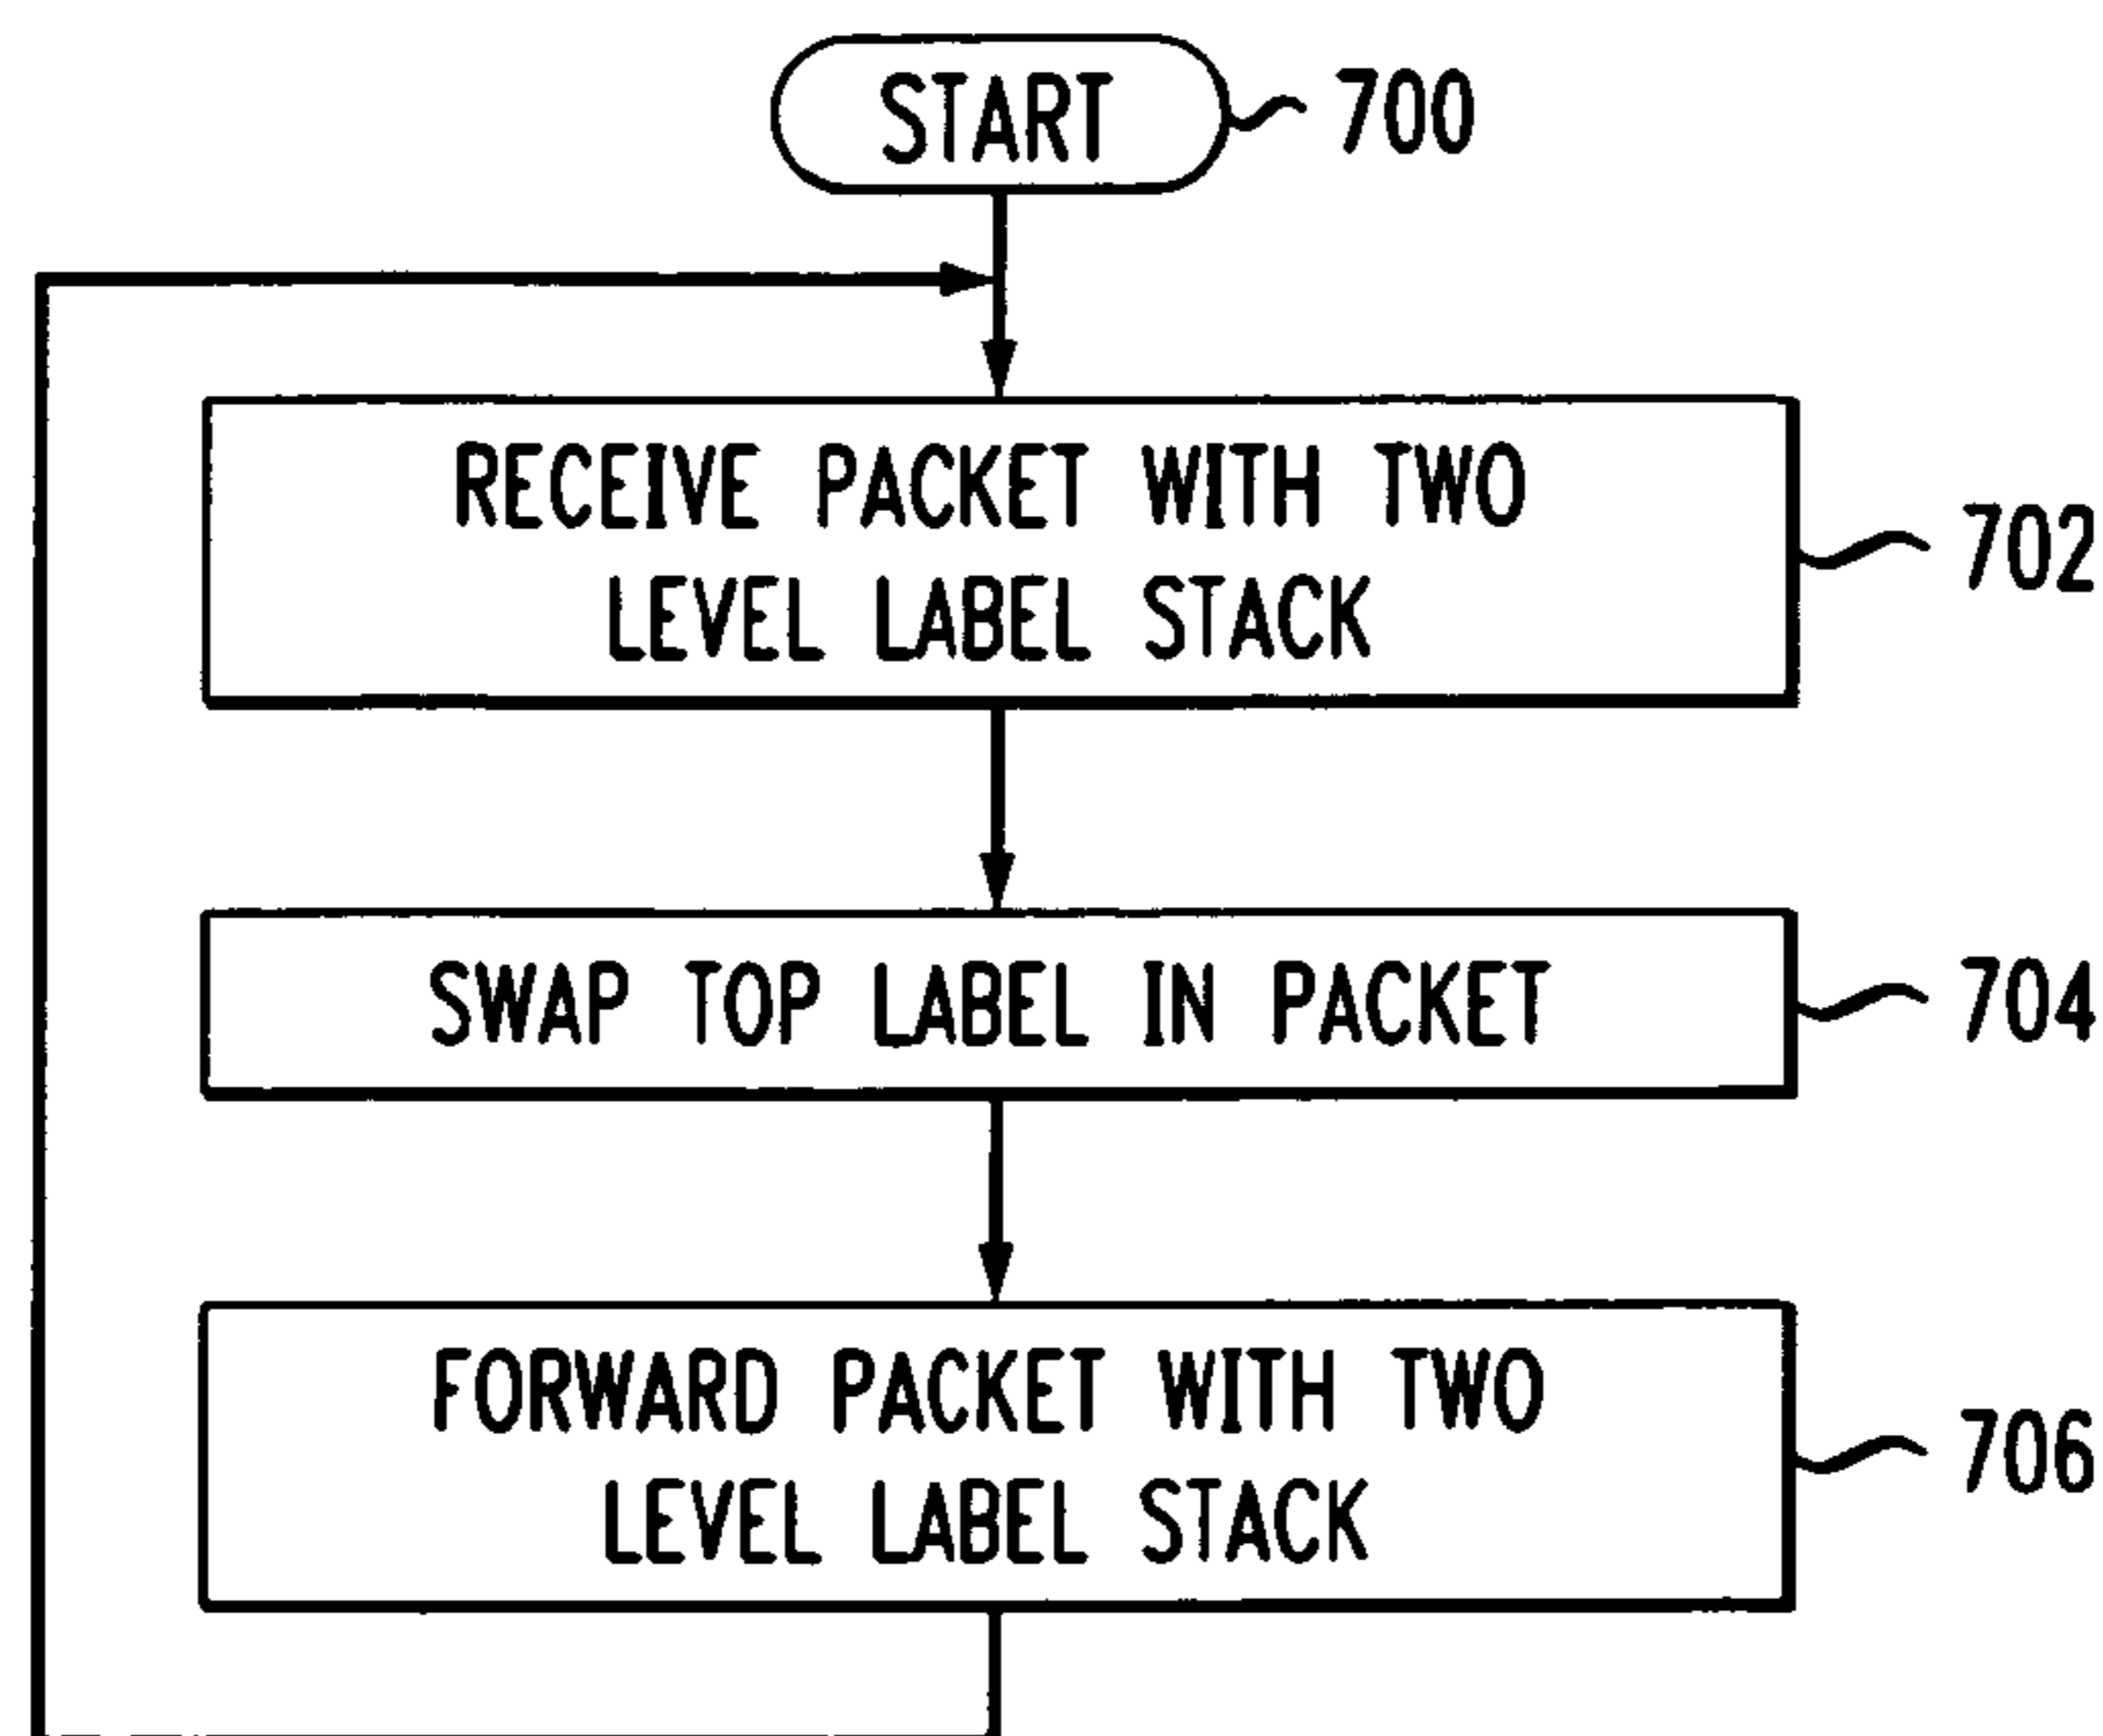 START
700
RECEIVE PACKET WITH TWO
LEVEL LABEL STACK
702
SWAP TOP LABEL IN PACKET
704
FORWARD PACKET WITH TWO
LEVEL LABEL STACK
706